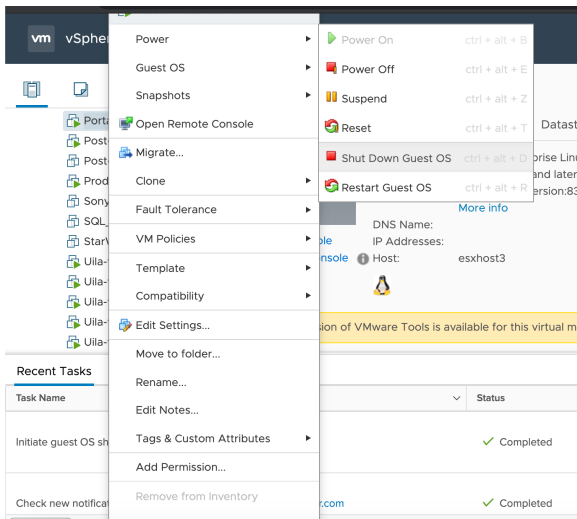 vm vSpher
Power
Guest OS
Snapshots
Open Remote Console
Migrate...
Clone
Fault Tolerance
VM Policies
Template
Compatibility
Edit Settings...
Move to folder...
Rename...
Edit Notes...
Tags & Custom Attributes
Add Permission...
Remove from Inventory
Power On ctrl + alt + B
Power Off ctrl + alt + E
Suspend ctrl + alt + Z
Reset ctrl + alt + T
Shut Down Guest OS ctrl + alt + D
Restart Guest OS ctrl + alt + R
Porta
Post
Post
Prod
Sony
SQL_
StarV
Uila-
Uila-
Uila-
Uila-
Uila-
Datast
prise Linu
and later
ersion:83
More info
DNS Name:
IP Addresses:
nsole Host: esxhost3
sion of VMware Tools is available for this virtual m
Recent Tasks
Task Name Status
Initiate guest OS sh Completed
Check new notificat r.com Completed